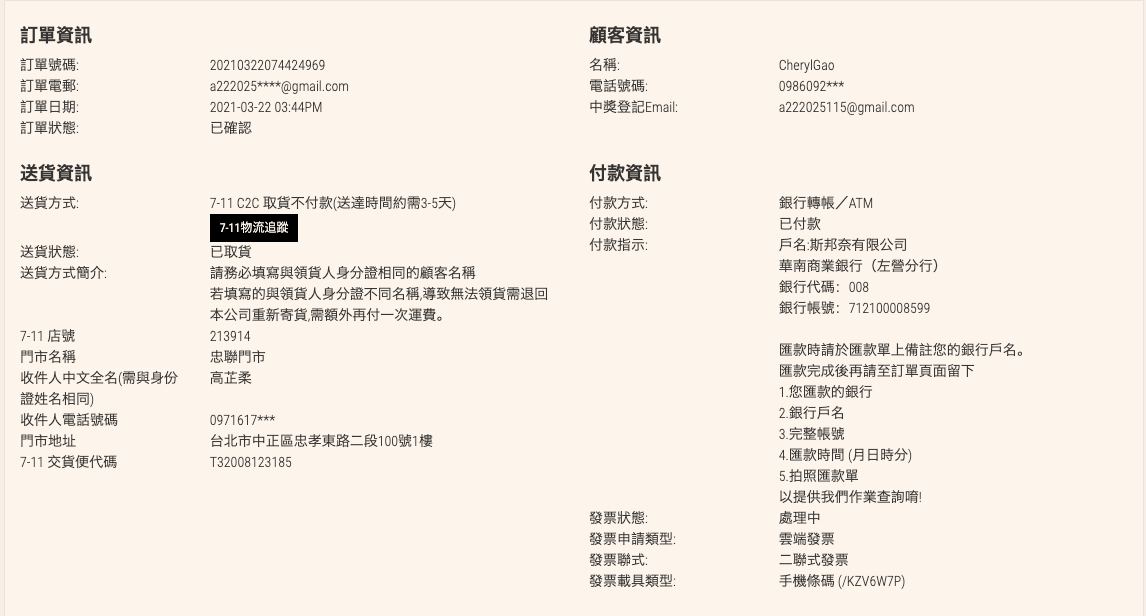 訂單資訊
訂單號碼: 20210322074424969
訂單電郵: a222025****@gmail.com
訂單日期: 2021-03-22 03:44PM
訂單狀態: 已確認
顧客資訊
名稱: CherylGao
電話號碼: 0986092***
中獎登記Email: a222025115@gmail.com
送貨資訊
送貨方式: 7-11 C2C 取貨不付款(送達時間約需3-5天)
7-11物流追蹤
送貨狀態: 已取貨
送貨方式簡介: 請務必填寫與領貨人身分證相同的顧客名稱
若填寫的與領貨人身分證不同名稱,導致無法領貨需退回
本公司重新寄貨,需額外再付一次運費。
7-11 店號 213914
門市名稱 忠聯門市
收件人中文全名(需與身份 高芷柔
證姓名相同)
收件人電話號碼 0971617***
門市地址 台北市中正區忠孝東路二段100號1樓
7-11 交貨便代碼 T32008123185
付款資訊
付款方式: 銀行轉帳／ATM
付款狀態: 已付款
付款指示: 戶名:斯邦奈有限公司
華南商業銀行（左營分行）
銀行代碼：008
銀行帳號：712100008599
匯款時請於匯款單上備註您的銀行戶名。
匯款完成後再請至訂單頁面留下
1.您匯款的銀行
2.銀行戶名
3.完整帳號
4.匯款時間 (月日時分)
5.拍照匯款單
以提供我們作業查詢唷!
發票狀態: 處理中
發票申請類型: 雲端發票
發票聯式: 二聯式發票
發票載具類型: 手機條碼 (/KZV6W7P)